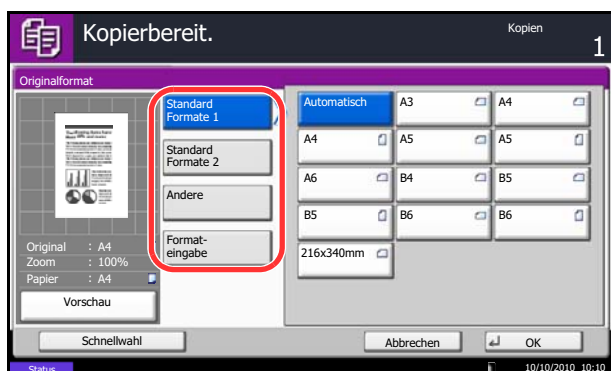 Kopierbereit.
Kopien
1
Originalformat
Standard
Formate 1
Standard
Formate 2
Andere
Format-
eingabe
Automatisch
A3
A4
A4
A5
A5
A6
B4
B5
B5
B6
B6
216x340mm
Original : A4
Zoom : 100%
Papier : A4
Vorschau
Schnellwahl
Abbrechen
OK
Status
10/10/2010 10:10